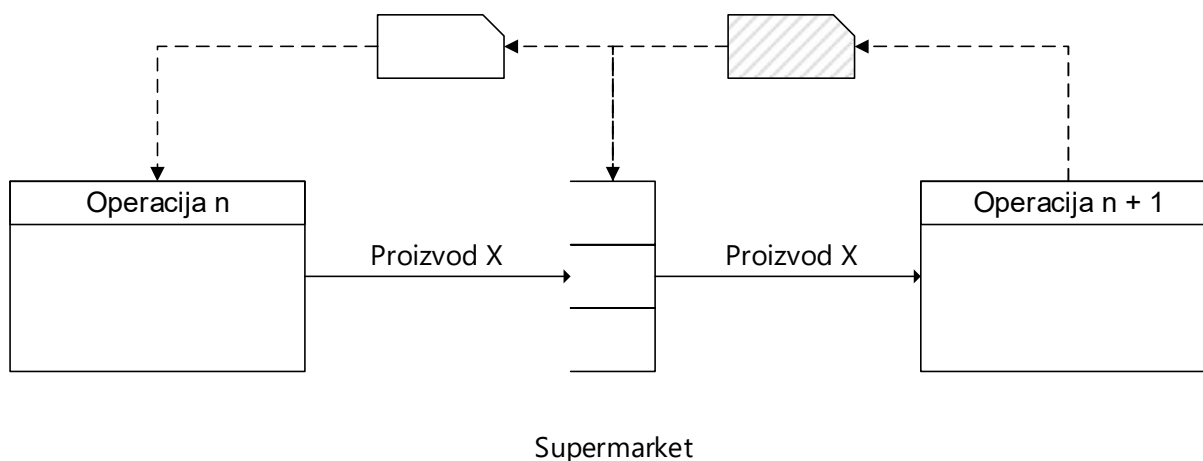 Operacija n
Operacija n + 1
Proizvod X
Proizvod X
Supermarket